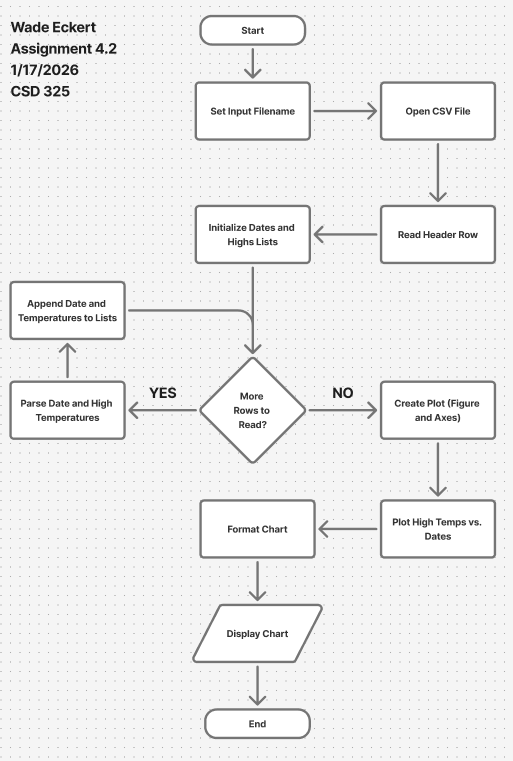 Wade Eckert
Assignment 4.2
1/17/2026
CSD 325
Start
Set Input Filename
Open CSV File
Initialize Dates and
Highs Lists
Read Header Row
Append Date and
Temperatures to Lists
Parse Date and High
Temperatures
YES
More
Rows to
Read?
NO
Create Plot (Figure
and Axes)
Format Chart
Plot High Temps vs.
Dates
Display Chart
End